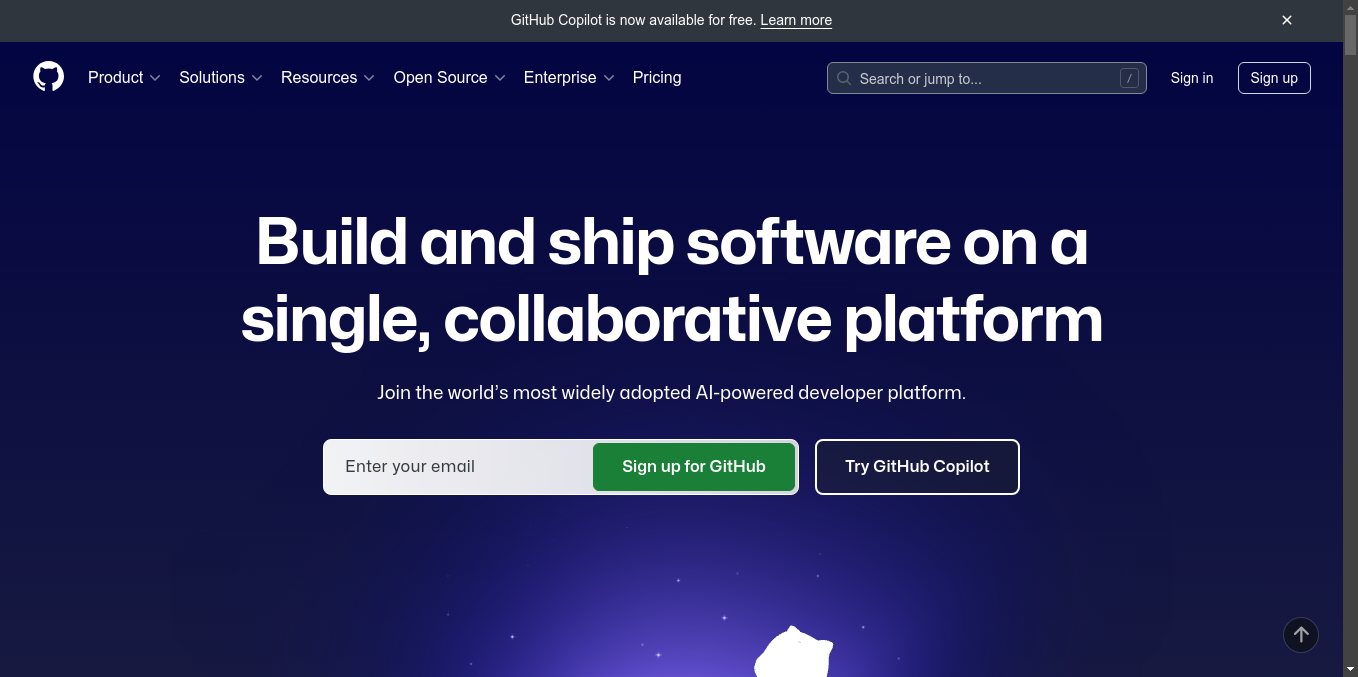 GitHub Copilot is now available for free. Learn more
Product
Solutions
Resources
Open Source
Enterprise
Pricing
Search or jump to...
/
Sign in
Sign up
Build and ship software on a
single, collaborative platform
Join the world’s most widely adopted AI-powered developer platform.
Enter your email
Sign up for GitHub
Try GitHub Copilot